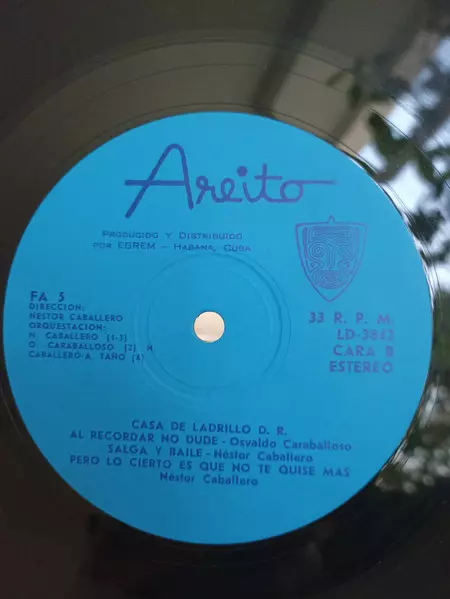 Areito
PRODUCIDO Y DISTRIBUIDO
POR EGREM — HABANA, CUBA
FA 5
DIRECCION:
NESTOR CABALLERO
ORQUESTACION:
N. CABALLERO (1-3)
O. CARABALLOSO (2) N
CABALLERO-A. TAÑO (4)
33 R. P. M.
LD-3843
CARA B
ESTEREO
CASA DE LADRILLO D. R.
AL RECORDAR NO DUDE - Osvaldo Caraballoso
SALGA Y BAILE - Néstor Caballero
PERO LO CIERTO ES QUE NO TE QUISE MAS
Néstor Caballero